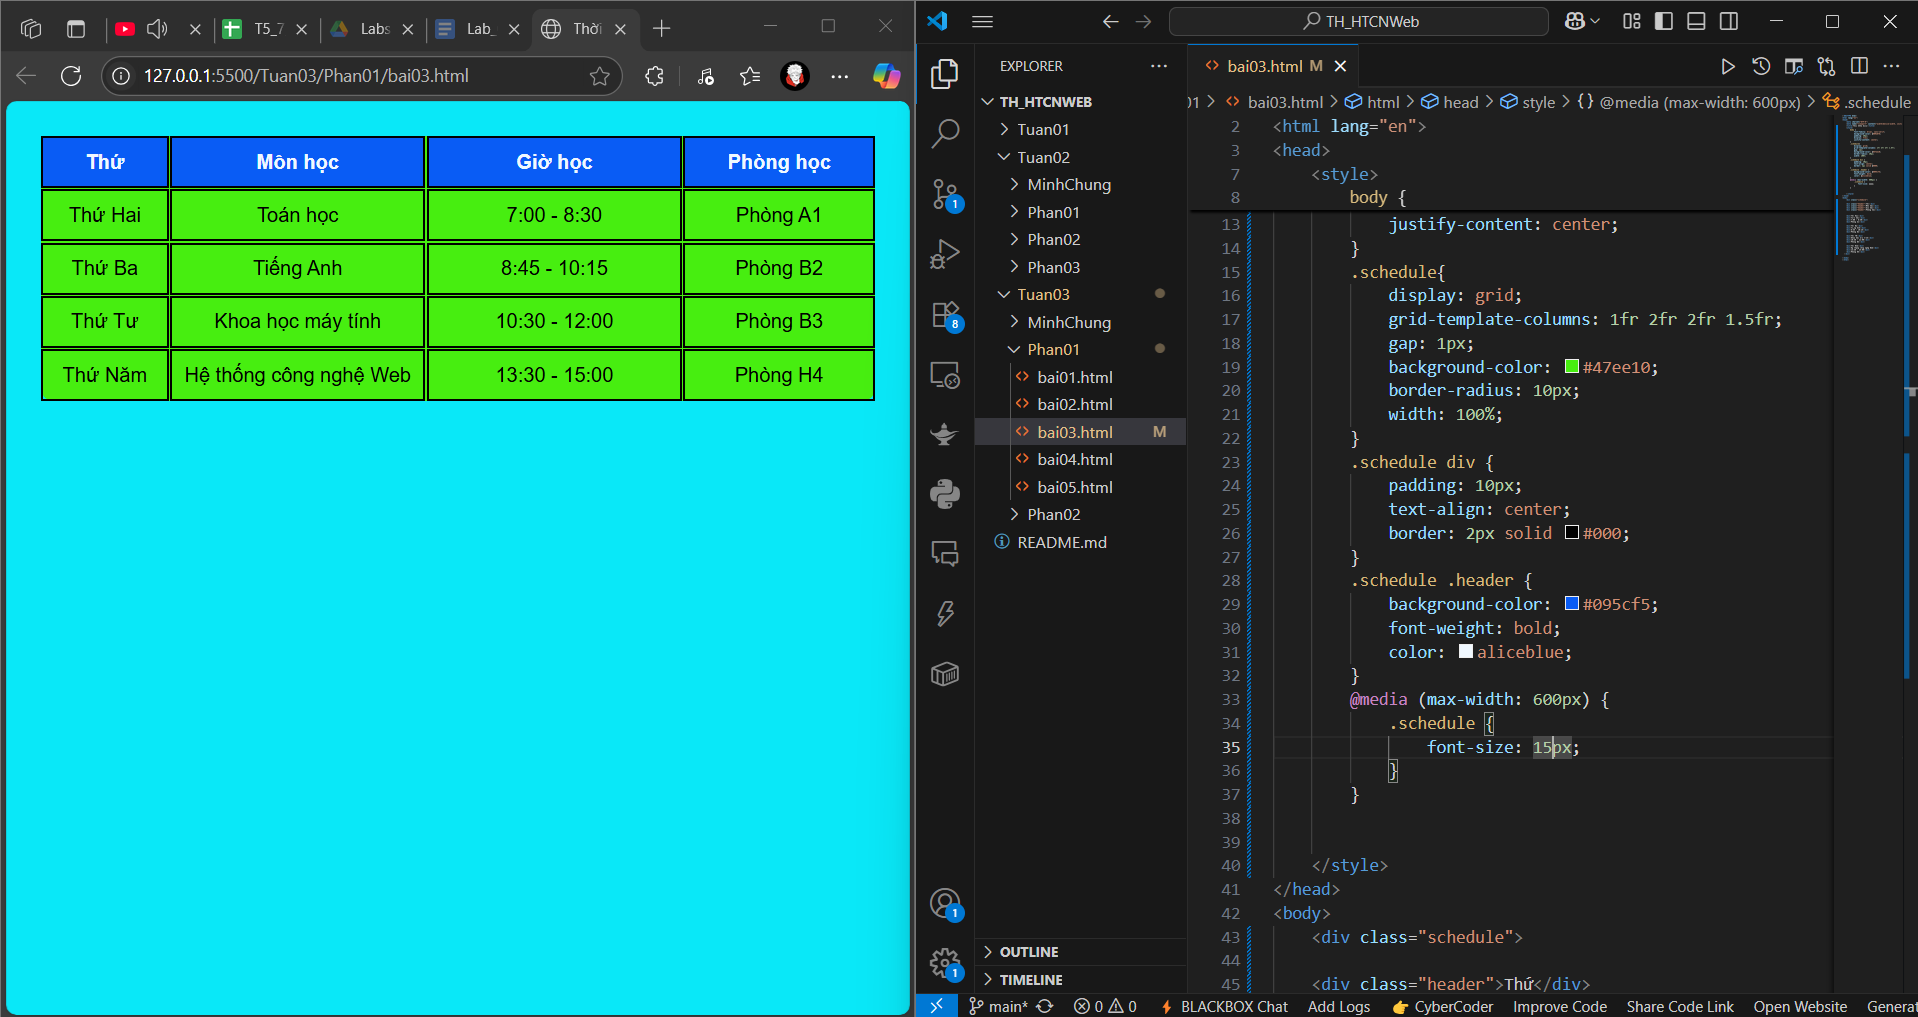 T5_7
Labs
Lab_
Thời
127.0.0.1:5500/Tuan03/Phan01/bai03.html
Thứ Môn học Giờ học Phòng học
Thứ Hai Toán học 7:00 - 8:30 Phòng A1
Thứ Ba Tiếng Anh 8:45 - 10:15 Phòng B2
Thứ Tư Khoa học máy tính 10:30 - 12:00 Phòng B3
Thứ Năm Hệ thống công nghệ Web 13:30 - 15:00 Phòng H4
TH_HTCNWeb
1
8
1
1
EXPLORER
TH_HTCNWEB
Tuan01
Tuan02
MinhChung
Phan01
Phan02
Phan03
Tuan03
MinhChung
Phan01
bai01.html
bai02.html
bai03.html M
bai04.html
bai05.html
Phan02
README.md
OUTLINE
TIMELINE
bai03.html M
01 > bai03.html > html > head > style > {} @media (max-width: 600px) > .schedule
2 <html lang="en">
3 <head>
7 <style>
8 body {
13 justify-content: center;
14 }
15 .schedule{
16 display: grid;
17 grid-template-columns: 1fr 2fr 2fr 1.5fr;
18 gap: 1px;
19 background-color: #47ee10;
20 border-radius: 10px;
21 width: 100%;
22 }
23 .schedule div {
24 padding: 10px;
25 text-align: center;
26 border: 2px solid #000;
27 }
28 .schedule .header {
29 background-color: #095cf5;
30 font-weight: bold;
31 color: aliceblue;
32 }
33 @media (max-width: 600px) {
34 .schedule {
35 font-size: 15px;
36 }
37 }
38
39
40 </style>
41 </head>
42 <body>
43 <div class="schedule">
44
45 <div class="header">Thứ</div>
main* 0 0 BLACKBOX Chat Add Logs CyberCoder Improve Code Share Code Link Open Website Generat